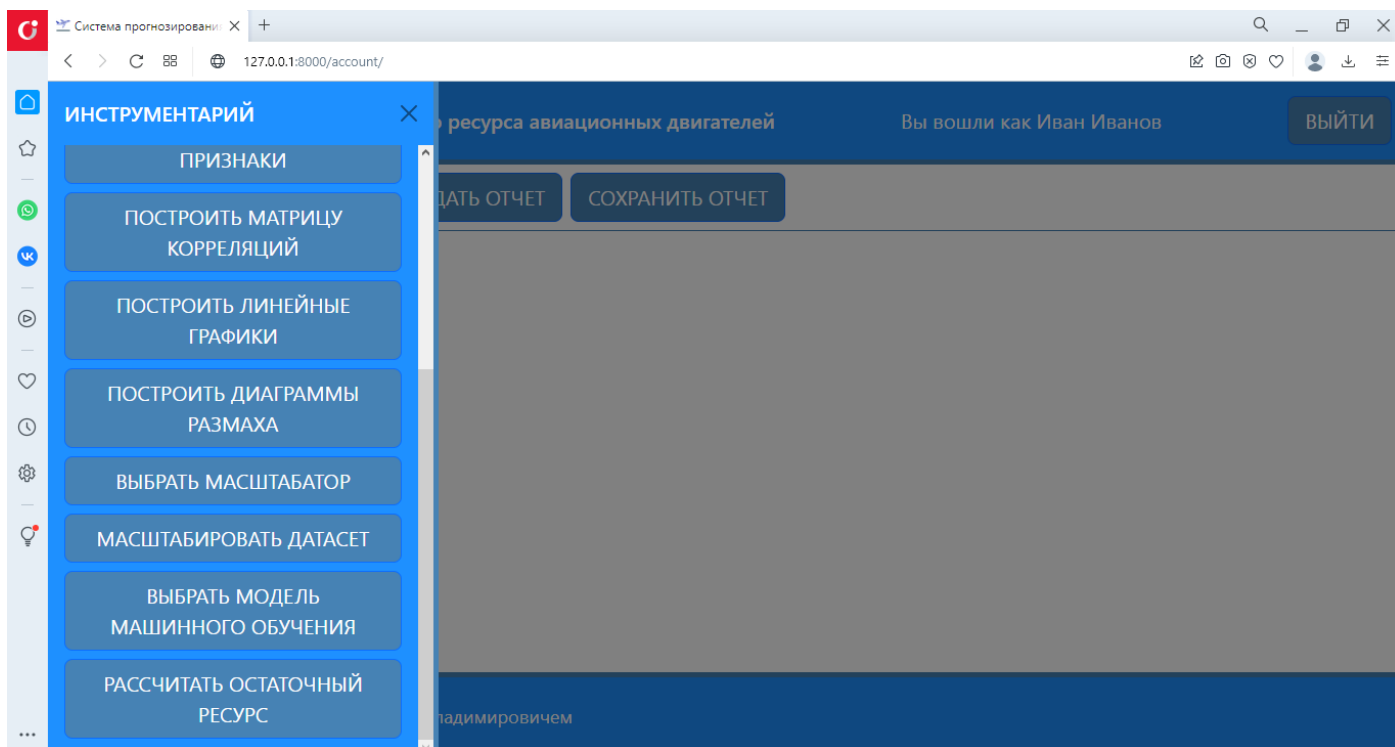 Система прогнозировани
127.0.0.1:8000/account/
ИНСТРУМЕНТАРИЙ
ресурса авиационных двигателей
Вы вошли как Иван Иванов
ВЫЙТИ
ДАТЬ ОТЧЕТ
СОХРАНИТЬ ОТЧЕТ
ПРИЗНАКИ
ПОСТРОИТЬ МАТРИЦУ
КОРРЕЛЯЦИЙ
ПОСТРОИТЬ ЛИНЕЙНЫЕ
ГРАФИКИ
ПОСТРОИТЬ ДИАГРАММЫ
РАЗМАХА
ВЫБРАТЬ МАСШТАБАТОР
МАСШТАБИРОВАТЬ ДАТАСЕТ
ВЫБРАТЬ МОДЕЛЬ
МАШИННОГО ОБУЧЕНИЯ
РАССЧИТАТЬ ОСТАТОЧНЫЙ
РЕСУРС
ладимировичем